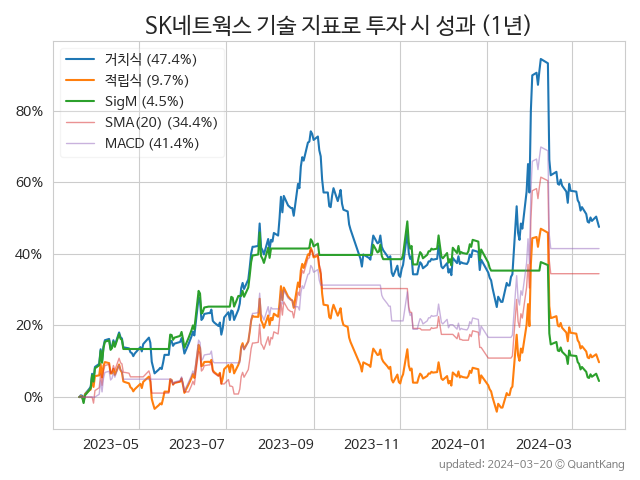 SK네트웍스 기술 지표로 투자 시 성과 (1년)
거치식 (47.4%)
적립식 (9.7%)
SigM (4.5%)
SMA(20) (34.4%)
MACD (41.4%)
80%
60%
40%
20%
0%
2023-05 2023-07 2023-09 2023-11 2024-01 2024-03
updated: 2024-03-20 © QuantKang